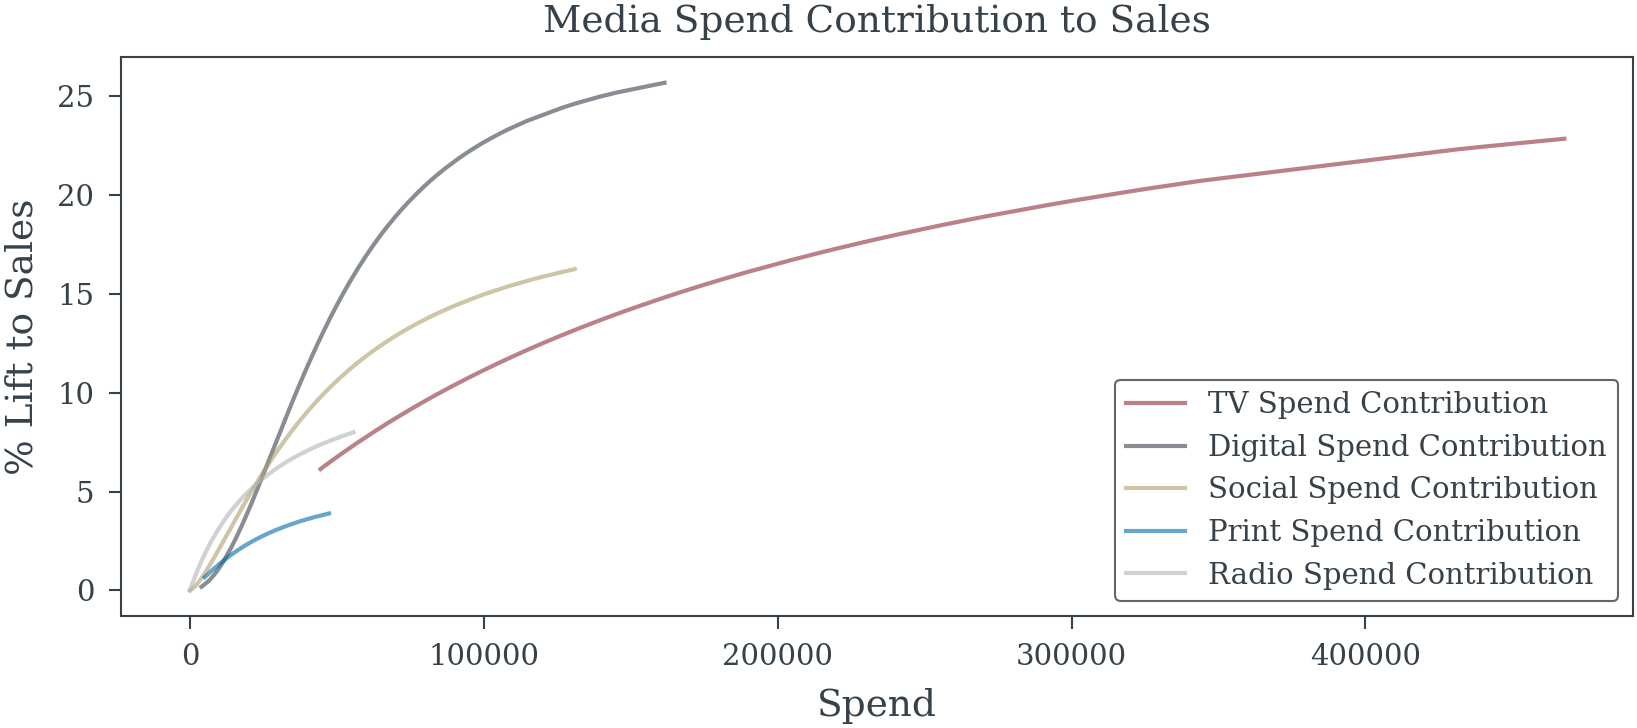 Media Spend Contribution to Sales
% Lift to Sales
25
20
15
10
5
0
TV Spend Contribution
Digital Spend Contribution
Social Spend Contribution
Print Spend Contribution
Radio Spend Contribution
0 100000 200000 300000 400000
Spend